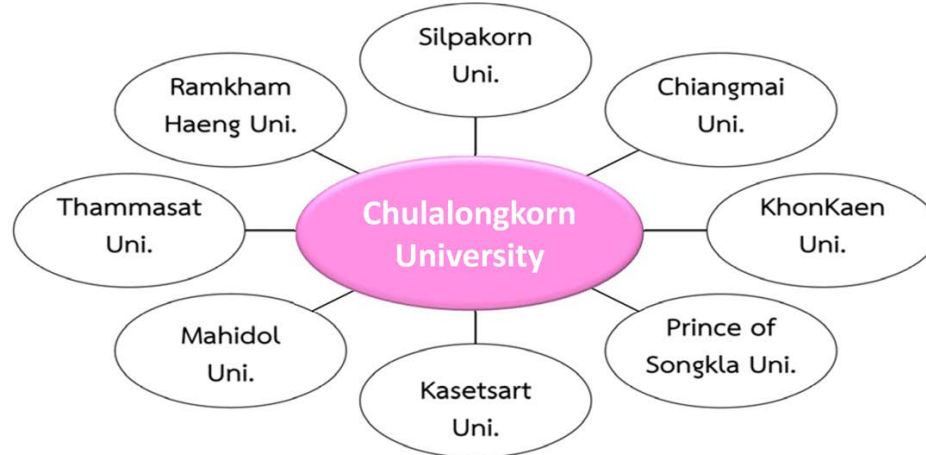 Silpakorn
Uni.
Ramkham
Haeng Uni.
Chiangmai
Uni.
Thammasat
Uni.
Chulalongkorn
University
KhonKaen
Uni.
Mahidol
Uni.
Prince of
Songkla Uni.
Kasetsart
Uni.